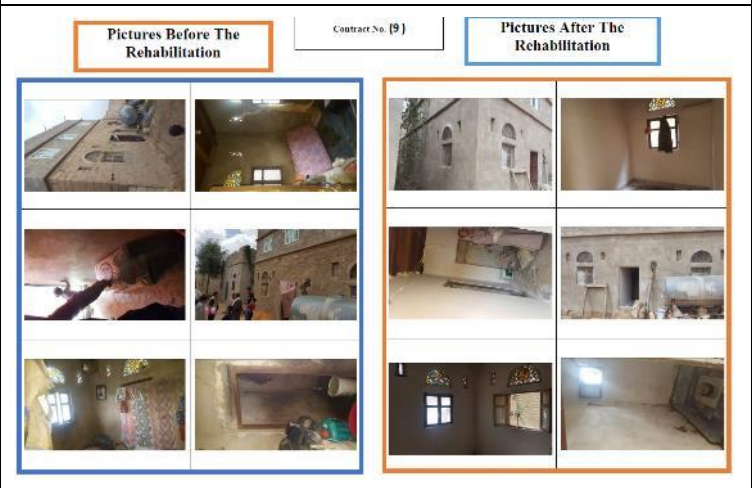 Pictures Before The
Rehabilitation
Contract No. (9 )
Pictures After The
Rehabilitation